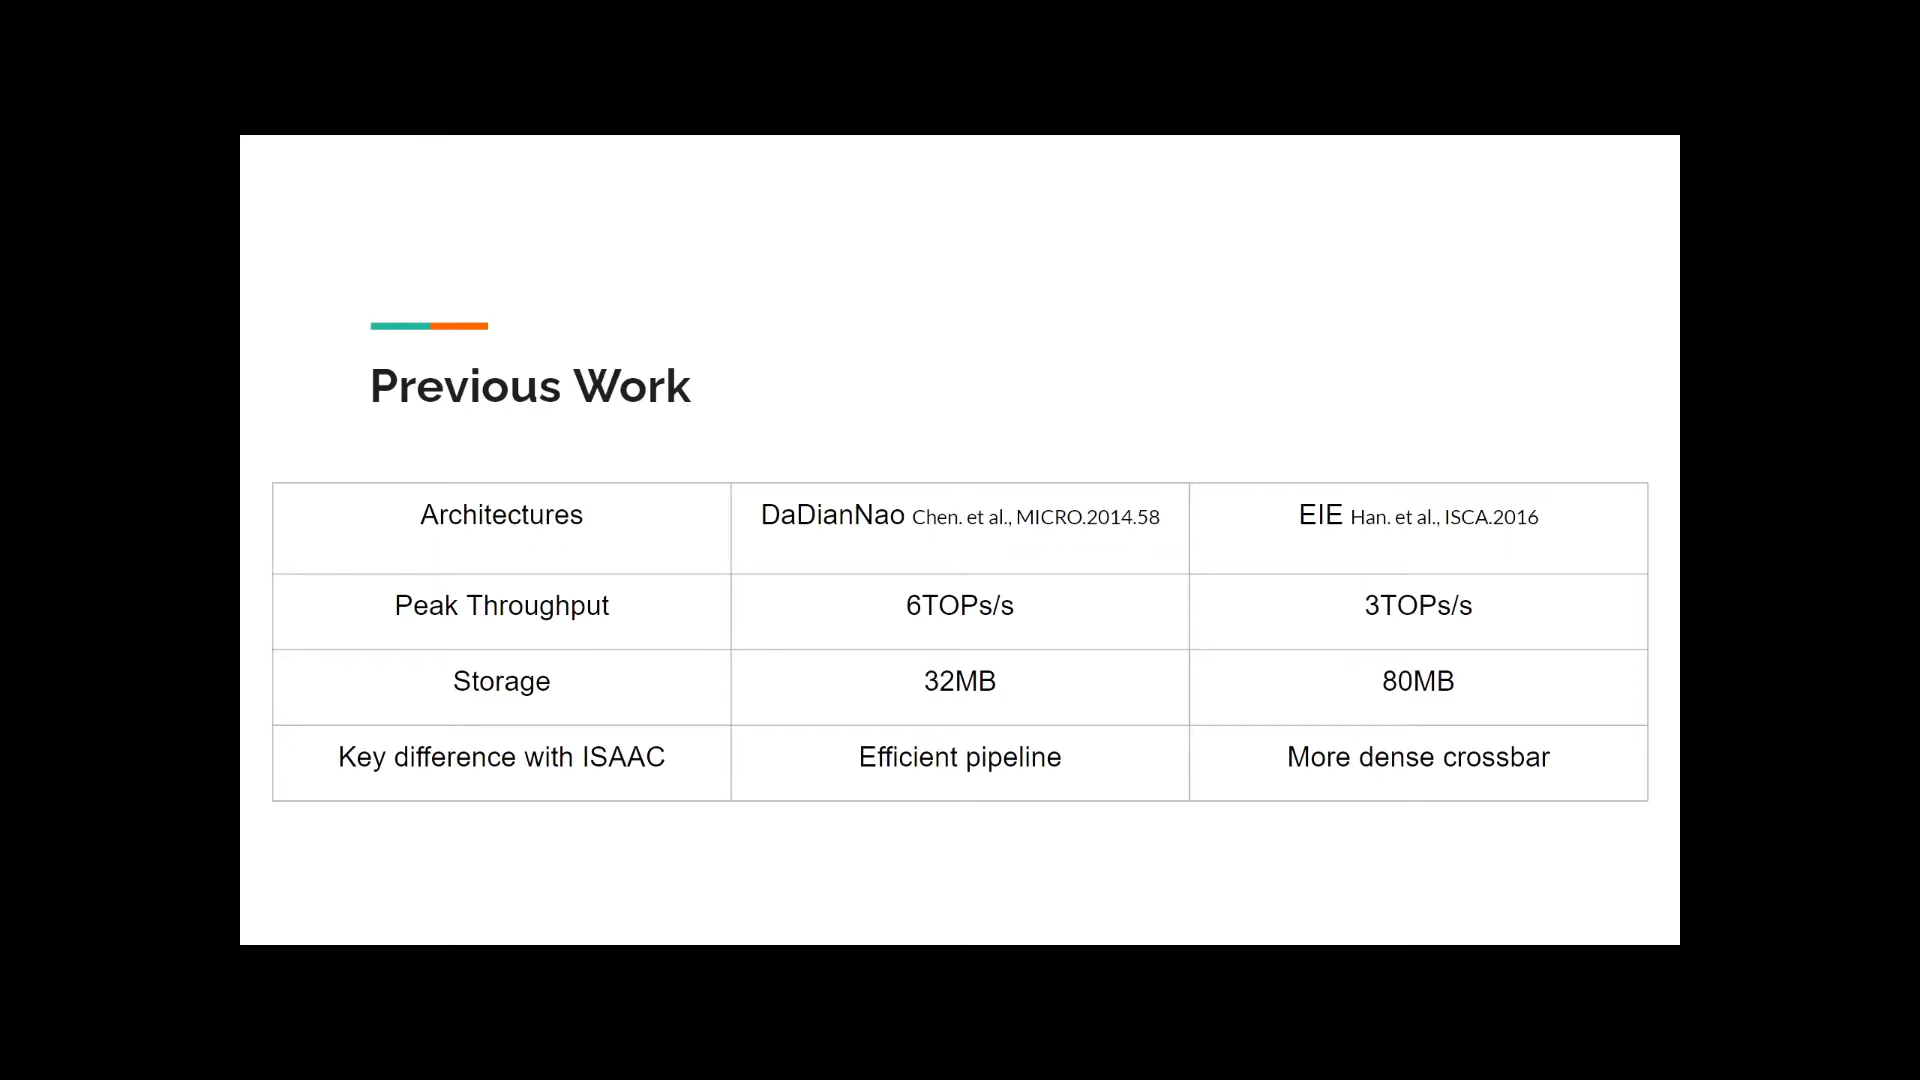 Previous Work
Architectures DaDianNao Chen. et al., MICRO.2014.58 EIE Han. et al., ISCA.2016
Peak Throughput 6TOPs/s 3TOPs/s
Storage 32MB 80MB
Key difference with ISAAC Efficient pipeline More dense crossbar